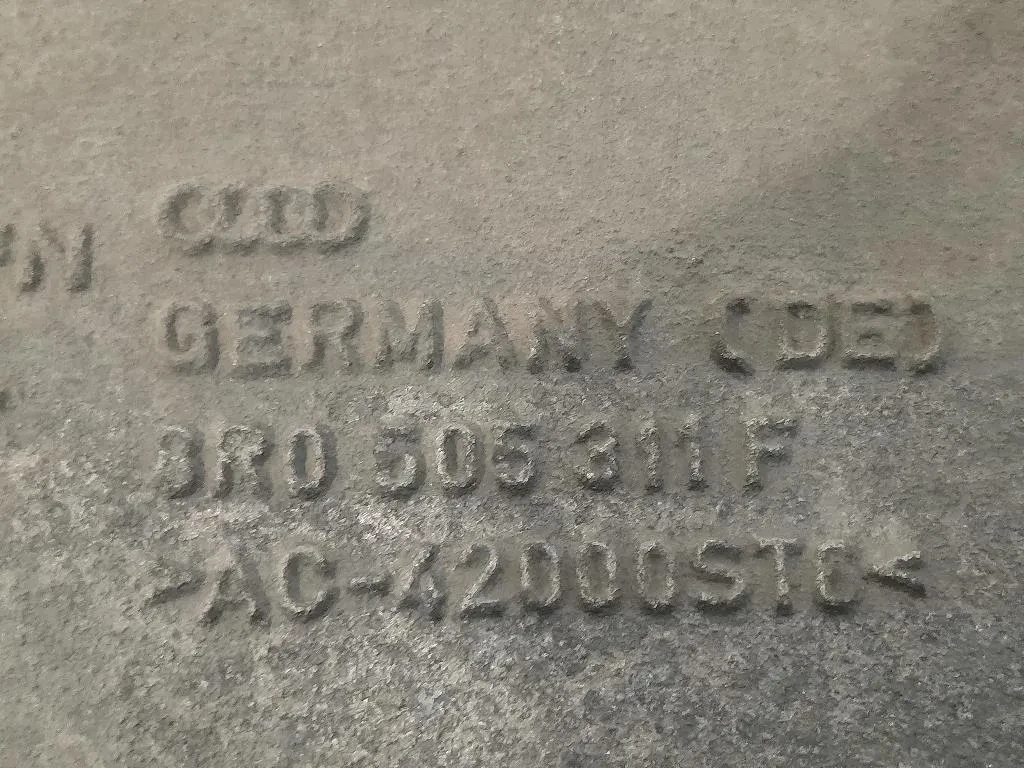 GERMANY (DE)
8R0 505 311 F
>AC-42000ST6<